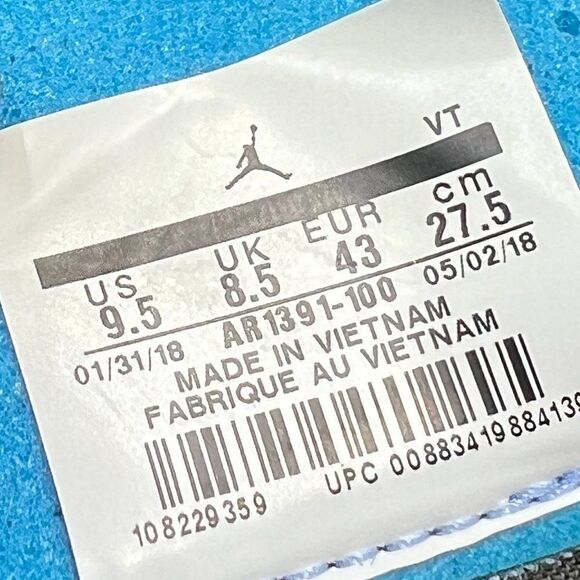 VT
US UK EUR cm
9.5 8.5 43 27.5
01/31/18 AR1391-100 05/02/18
MADE IN VIETNAM
FABRIQUE AU VIETNAM
108229359 UPC 00883419884139